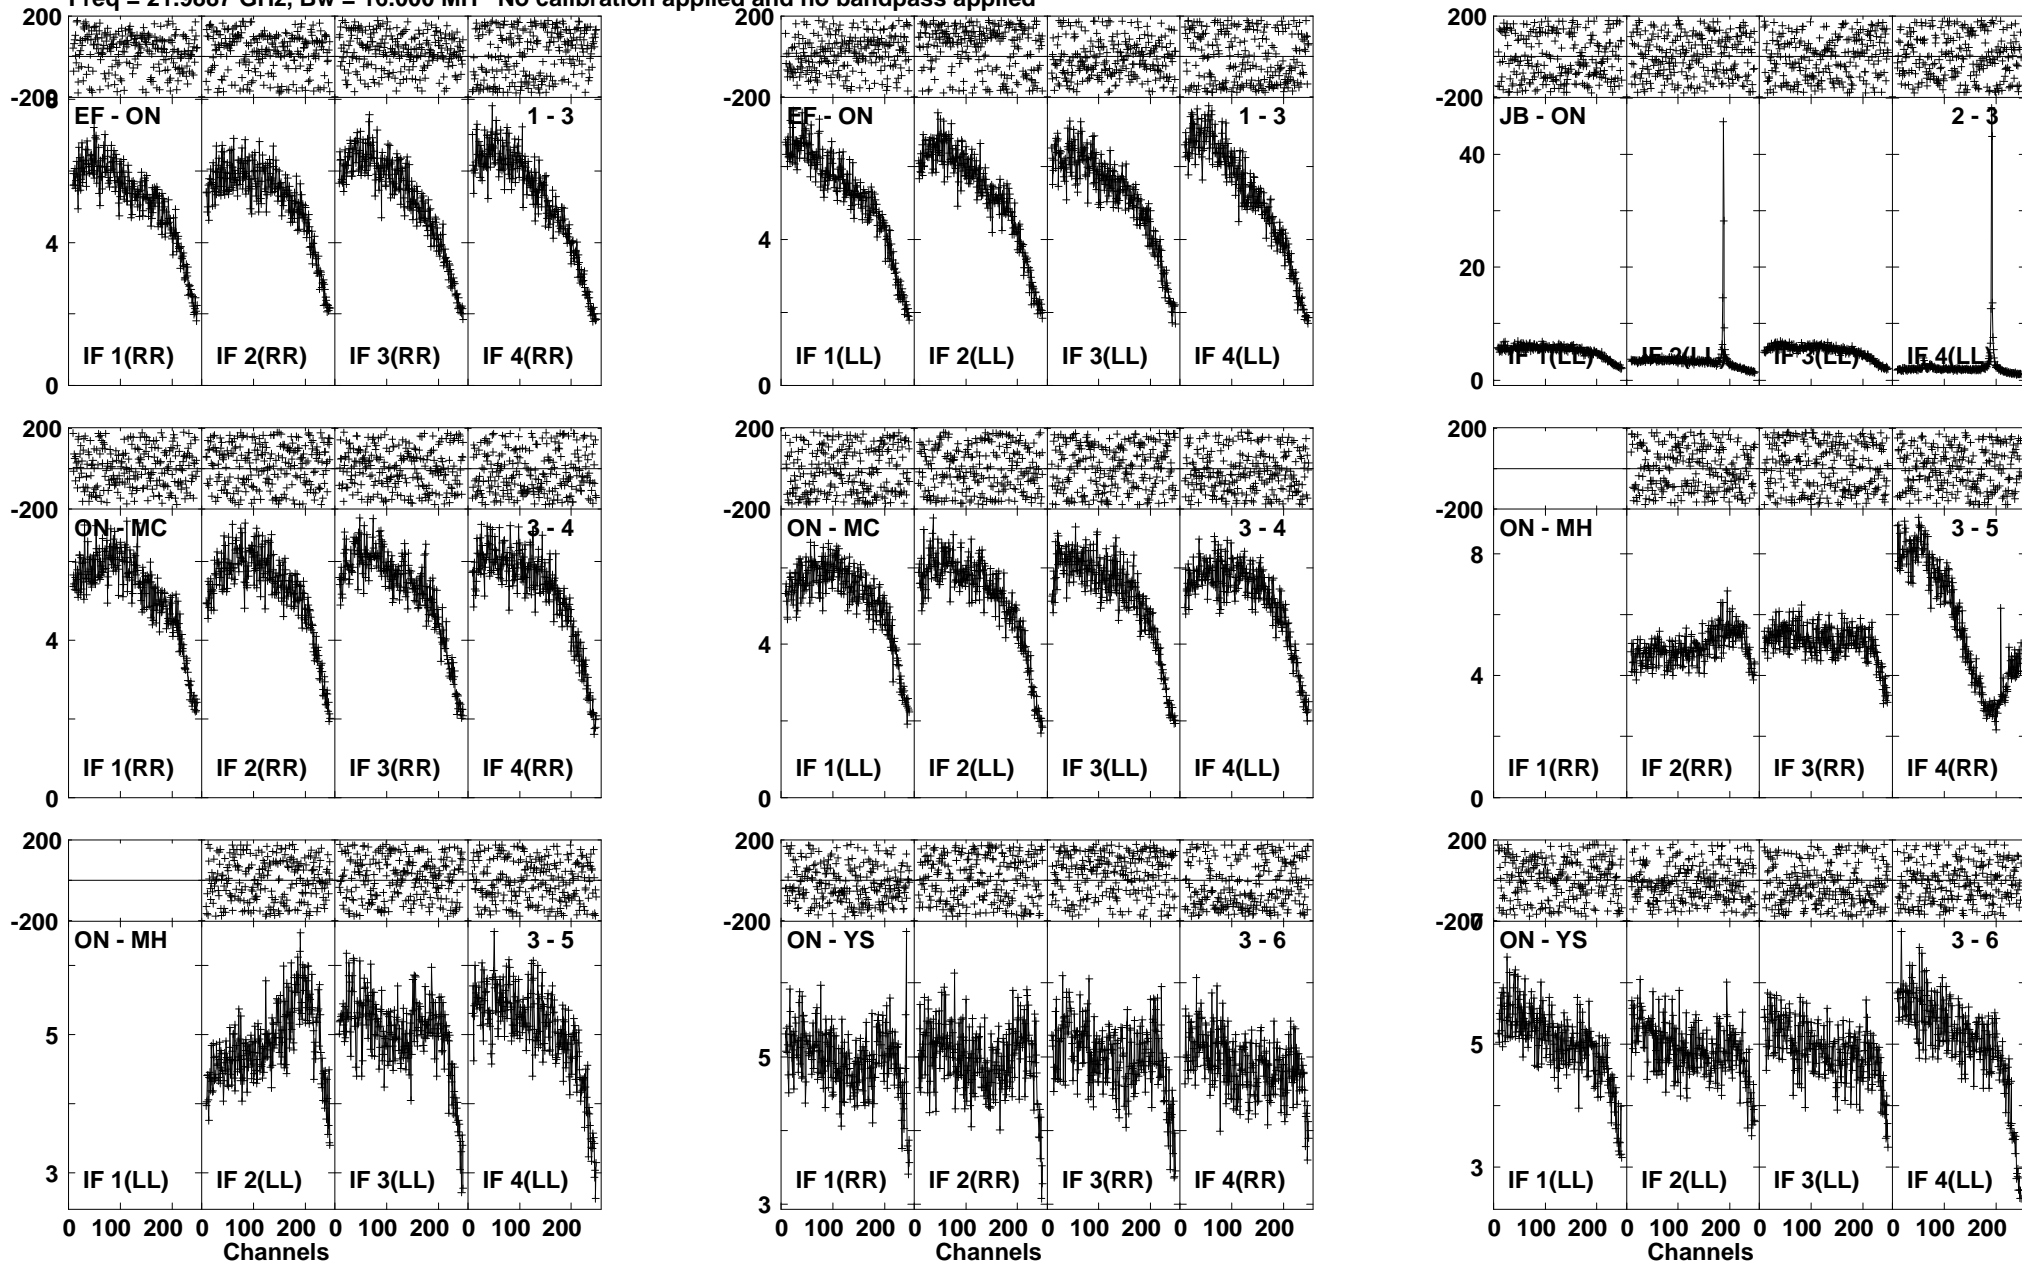 Freq = 21.9887 GHz, Bw = 16.000 MH No calibration applied and no bandpass applied
200
-200
8
EF - ON 1 - 3
4
0
IF 1(RR) IF 2(RR) IF 3(RR) IF 4(RR)
200
-200
EF - ON 1 - 3
4
0
IF 1(LL) IF 2(LL) IF 3(LL) IF 4(LL)
200
-200
JB - ON 2 - 3
40
20
0
IF 1(LL) IF 2(LL) IF 3(LL) IF 4(LL)
200
-200
ON - MC 3 - 4
4
0
IF 1(RR) IF 2(RR) IF 3(RR) IF 4(RR)
200
-200
ON - MC 3 - 4
4
0
IF 1(LL) IF 2(LL) IF 3(LL) IF 4(LL)
200
-200
ON - MH 3 - 5
8
4
0
IF 1(RR) IF 2(RR) IF 3(RR) IF 4(RR)
200
-200
ON - MH 3 - 5
5
3
IF 1(LL) IF 2(LL) IF 3(LL) IF 4(LL)
0 100 200 0 100 200 0 100 200 0 100 200
Channels
200
-200
ON - YS 3 - 6
5
3
IF 1(RR) IF 2(RR) IF 3(RR) IF 4(RR)
0 100 200 0 100 200 0 100 200 0 100 200
200
-200
7
ON - YS 3 - 6
5
3
IF 1(LL) IF 2(LL) IF 3(LL) IF 4(LL)
0 100 200 0 100 200 0 100 200 0 100 200
Channels